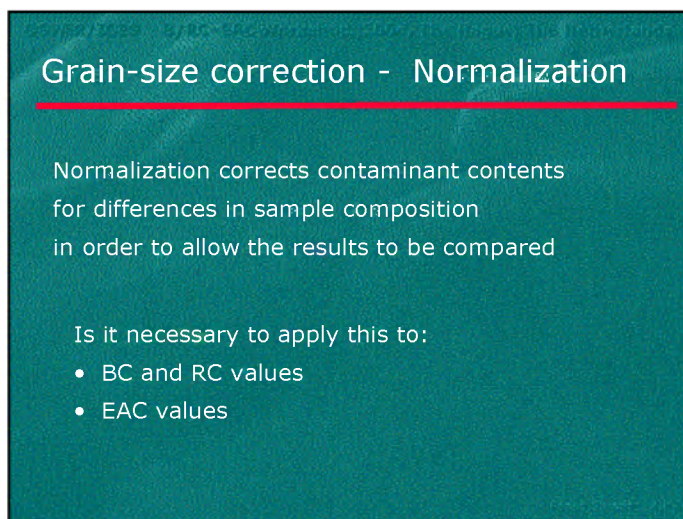 Grain-size correction - Normalization
Normalization corrects contaminant contents
for differences in sample composition
in order to allow the results to be compared
Is it necessary to apply this to:
• BC and RC values
• EAC values